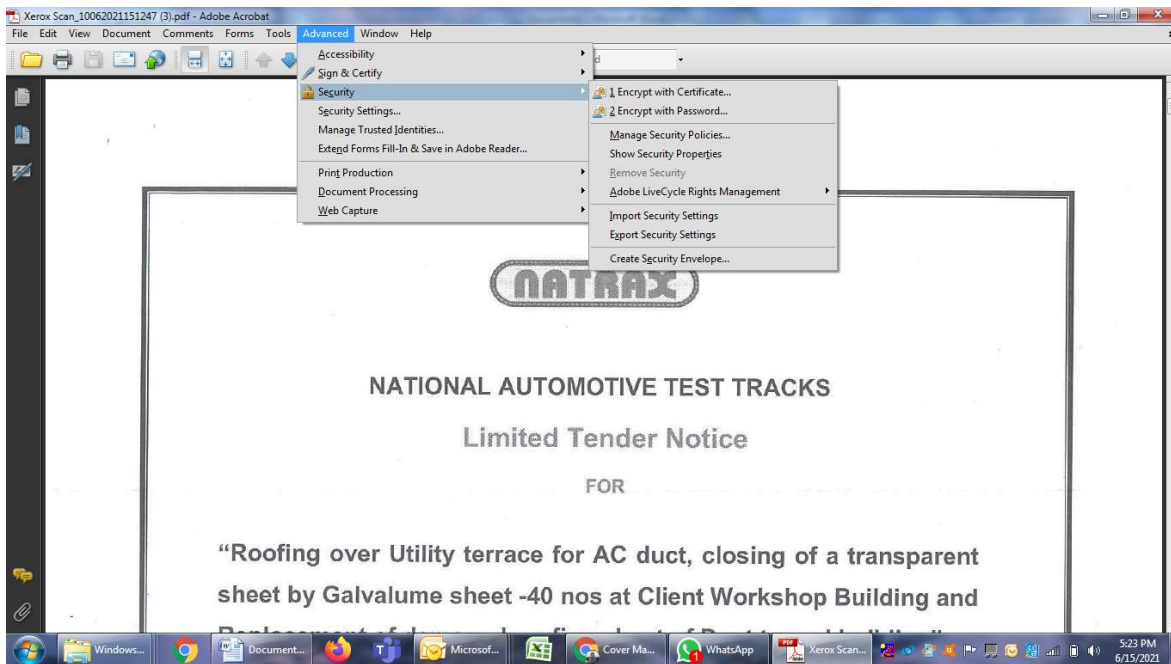 Xerox Scan_10062021151247 (3).pdf - Adobe Acrobat
File Edit View Document Comments Forms Tools Advanced Window Help
Accessibility
Sign & Certify
Security
Security Settings...
Manage Trusted Identities...
Extend Forms Fill-In & Save in Adobe Reader...
Print Production
Document Processing
Web Capture
1 Encrypt with Certificate...
2 Encrypt with Password...
Manage Security Policies...
Show Security Properties
Remove Security
Adobe LiveCycle Rights Management
Import Security Settings
Export Security Settings
Create Security Envelope...
NATRAX
NATIONAL AUTOMOTIVE TEST TRACKS
Limited Tender Notice
FOR
“Roofing over Utility terrace for AC duct, closing of a transparent
sheet by Galvalume sheet -40 nos at Client Workshop Building and
Windows... Document... Microsof... Cover Ma... WhatsApp Xerox Scan...
5:23 PM
6/15/2021